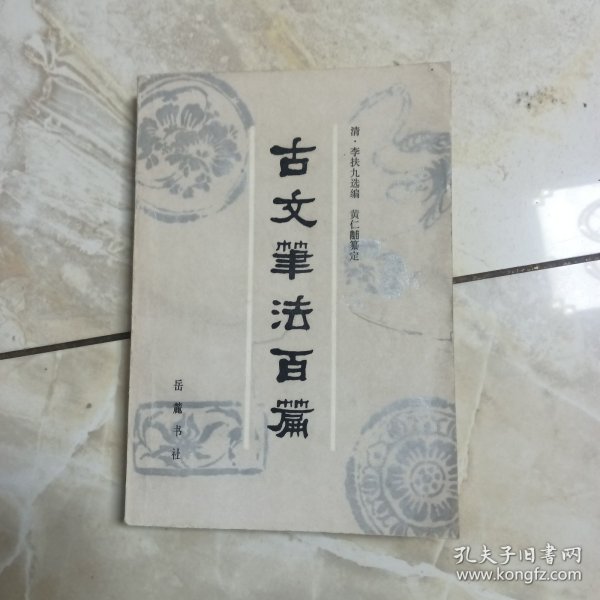 清·李扶九选编 黄仁黼纂定
古文筆法百篇
岳麓书社
孔夫子旧书网
www.kongfz.com